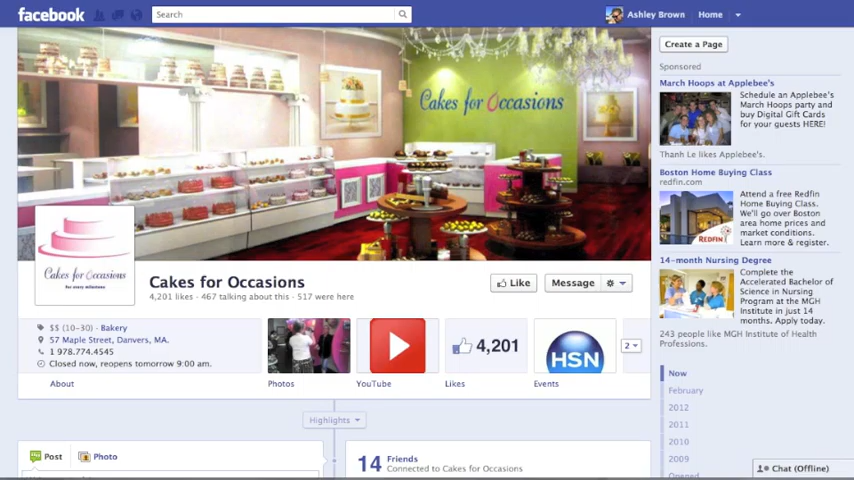 facebook
Search
Ashley Brown
Home
Cakes for Occasions
Cakes for Occasions
for every milestone
Cakes for Occasions
4,201 likes · 467 talking about this · 517 were here
Like
Message
$$ (10-30) · Bakery
57 Maple Street, Danvers, MA.
1 978.774.4545
Closed now, reopens tomorrow 9:00 am.
About
Photos
YouTube
4,201
Likes
HSN
Events
2
Highlights
Post
Photo
14 Friends
Connected to Cakes for Occasions
Create a Page
Sponsored
March Hoops at Applebee's
Schedule an Applebee's
March Hoops party and
buy Digital Gift Cards
for your guests HERE!
Thanh Le likes Applebee's.
Boston Home Buying Class
redfin.com
REDFIN
Attend a free Redfin
Home Buying Class.
We'll go over Boston
area home prices and
market conditions.
Learn more & register.
14-month Nursing Degree
Complete the
Accelerated Bachelor of
Science in Nursing
Program at the MGH
Institute in just 14
months. Apply today.
243 people like MGH Institute of Health
Professions.
Now
February
2012
2011
2010
2009
Opened
Chat (Offline)